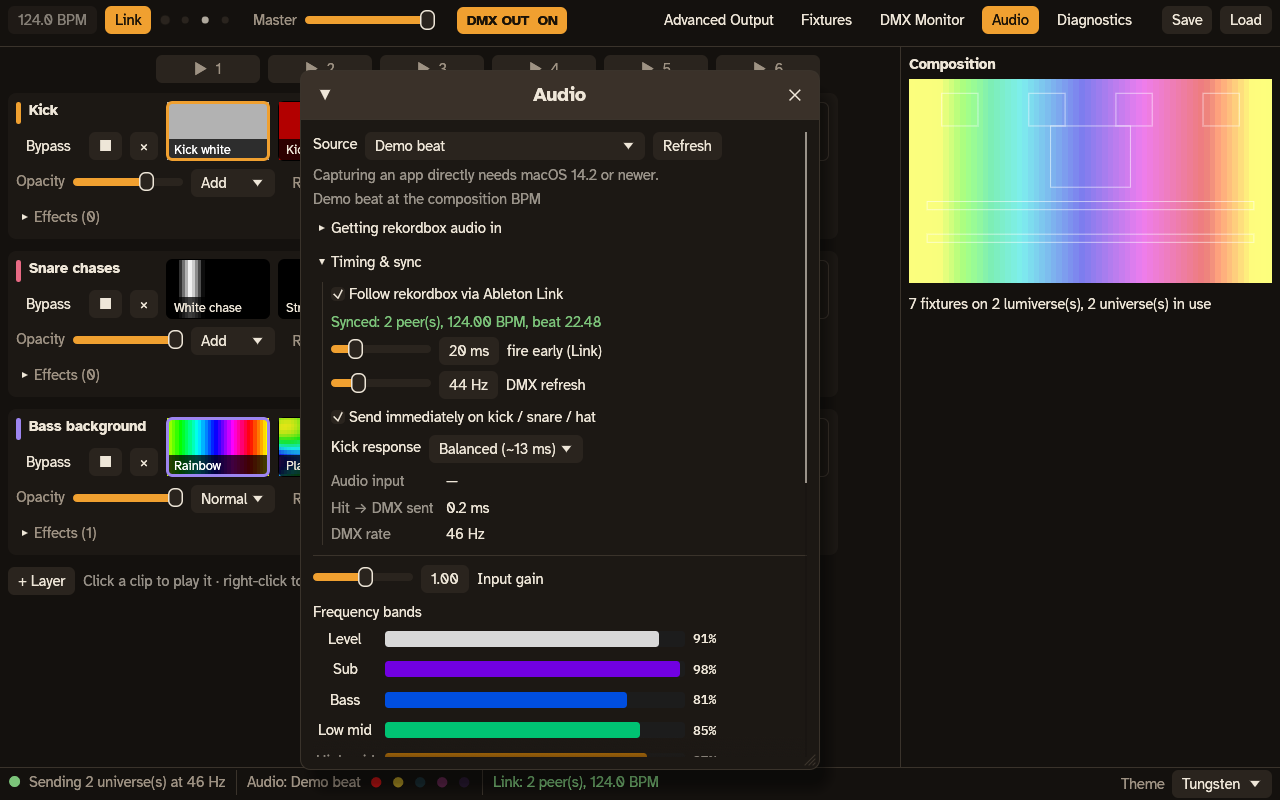 124.0 BPM Link Master DMX OUT ON Advanced Output Fixtures DMX Monitor Audio Diagnostics Save Load
1 2 3 4 5 6
Composition
Audio
Kick
Bypass × Kick white
Opacity Add
Effects (0)
Snare chases
Bypass × White chase
Opacity Add
Effects (0)
Bass background
Bypass × Rainbow
Opacity Normal
Effects (1)
+ Layer Click a clip to play it · right-click
Source Demo beat Refresh
Capturing an app directly needs macOS 14.2 or newer.
Demo beat at the composition BPM
Getting rekordbox audio in
Timing & sync
Follow rekordbox via Ableton Link
Synced: 2 peer(s), 124.00 BPM, beat 22.48
20 ms fire early (Link)
44 Hz DMX refresh
Send immediately on kick / snare / hat
Kick response Balanced (~13 ms)
Audio input —
Hit → DMX sent 0.2 ms
DMX rate 46 Hz
1.00 Input gain
Frequency bands
Level 91%
Sub 98%
Bass 81%
Low mid 85%
7 fixtures on 2 lumiverse(s), 2 universe(s) in use
Sending 2 universe(s) at 46 Hz Audio: Demo beat Link: 2 peer(s), 124.0 BPM Theme Tungsten